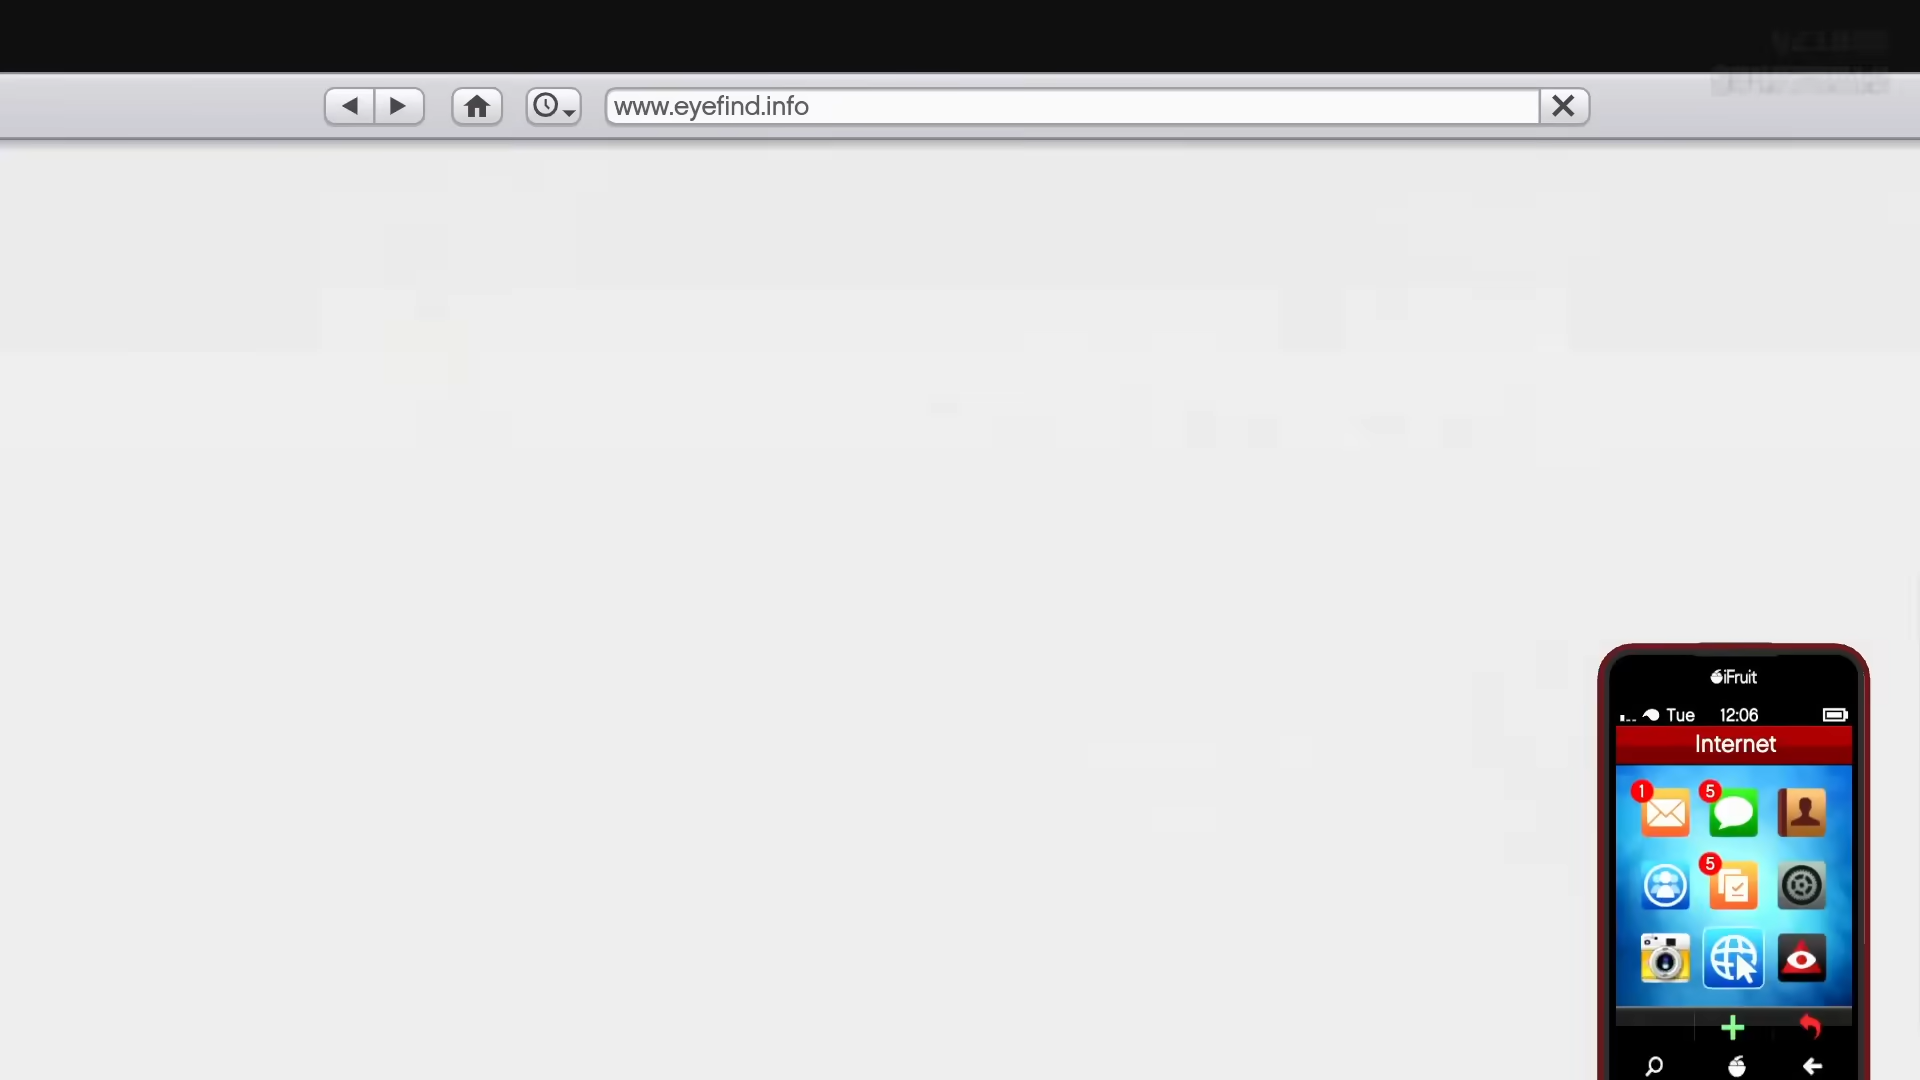 www.eyefind.info
iFruit
Tue 12:06
Internet
1
5
5